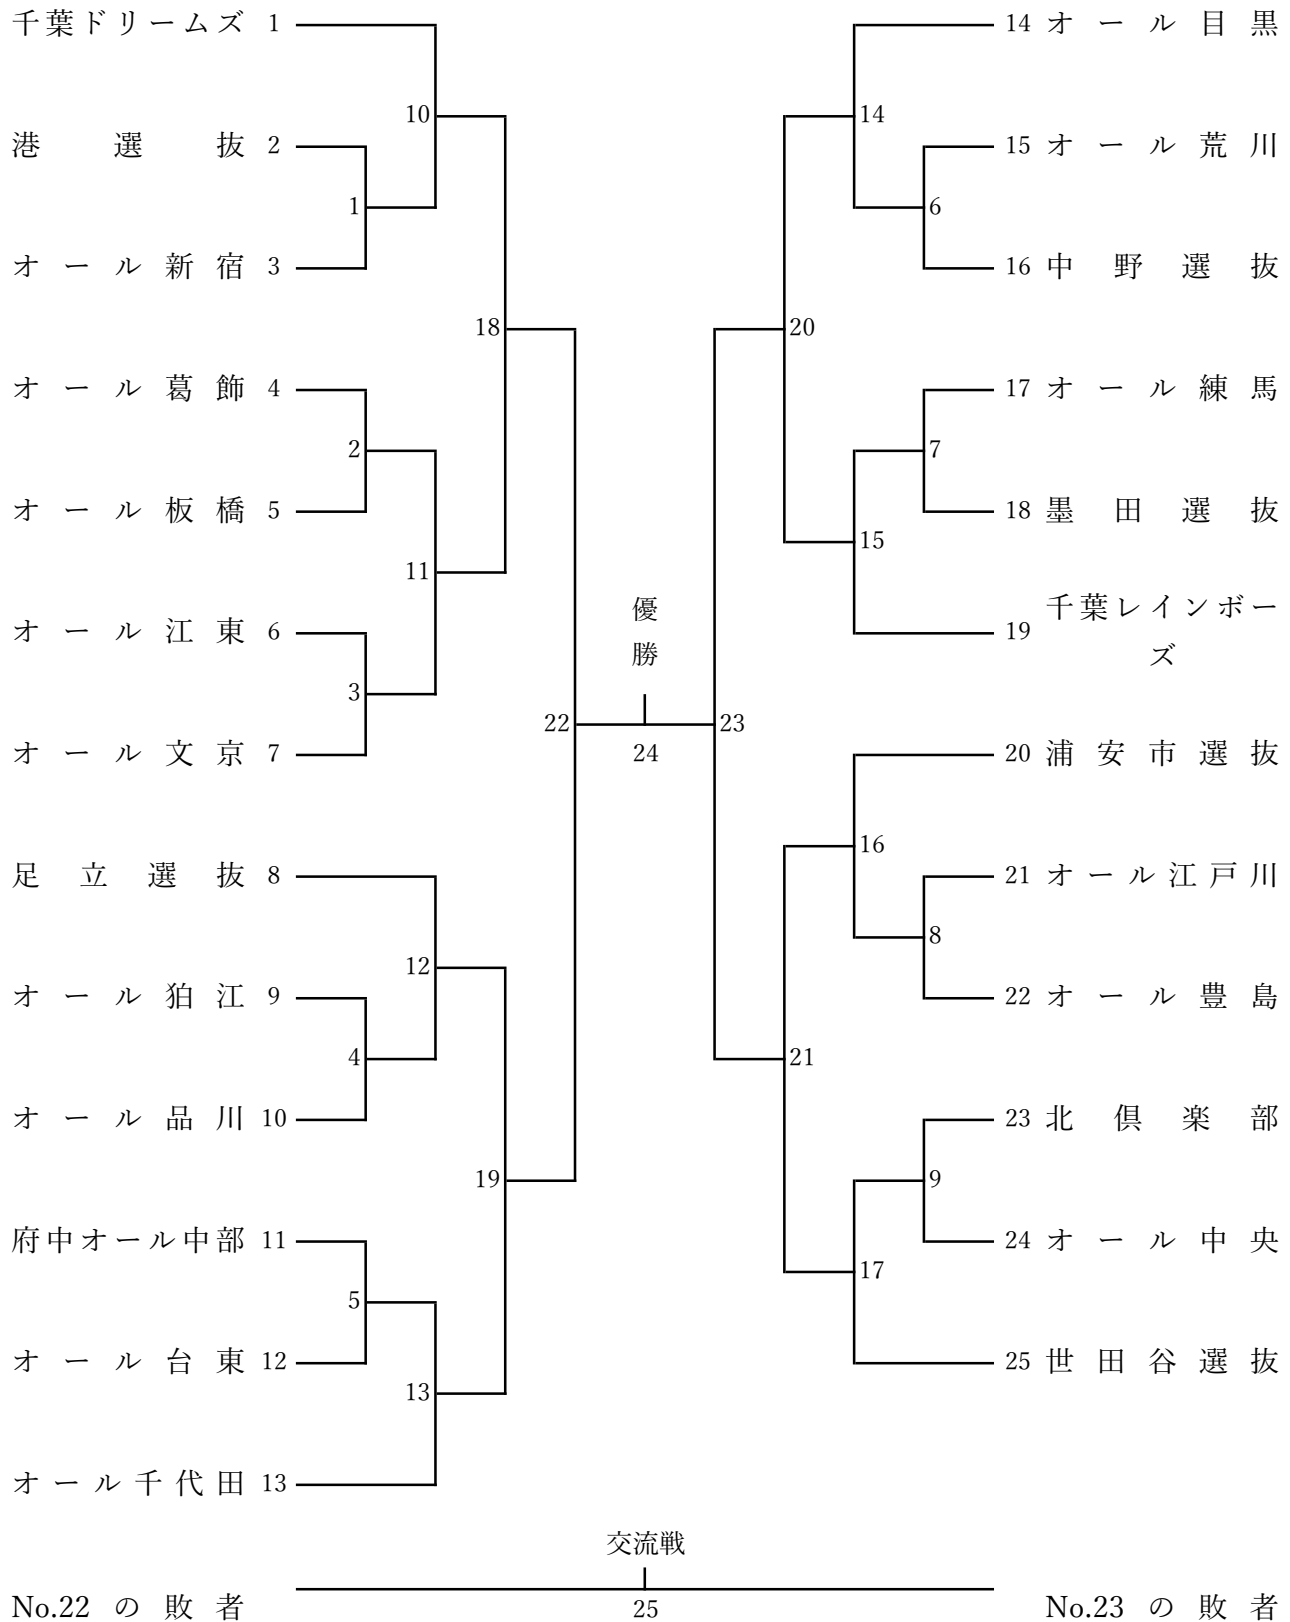 千葉ドリームズ 1
10
港選抜 2
1
オール新宿 3
18
オール葛飾 4
2
オール板橋 5
11
オール江東 6
3
オール文京 7
22
足立選抜 8
12
オール狛江 9
4
オール品川 10
19
府中オール中部 11
5
オール台東 12
13
オール千代田 13
優
勝
24
14 オール目黒
14
15 オール荒川
6
16 中野選抜
20
17 オール練馬
7
18 墨田選抜
15
19 千葉レインボー
ズ
23
20 浦安市選抜
16
21 オール江戸川
8
22 オール豊島
21
23 北倶楽部
9
24 オール中央
17
25 世田谷選抜
交流戦
No.22の敗者
25
No.23の敗者